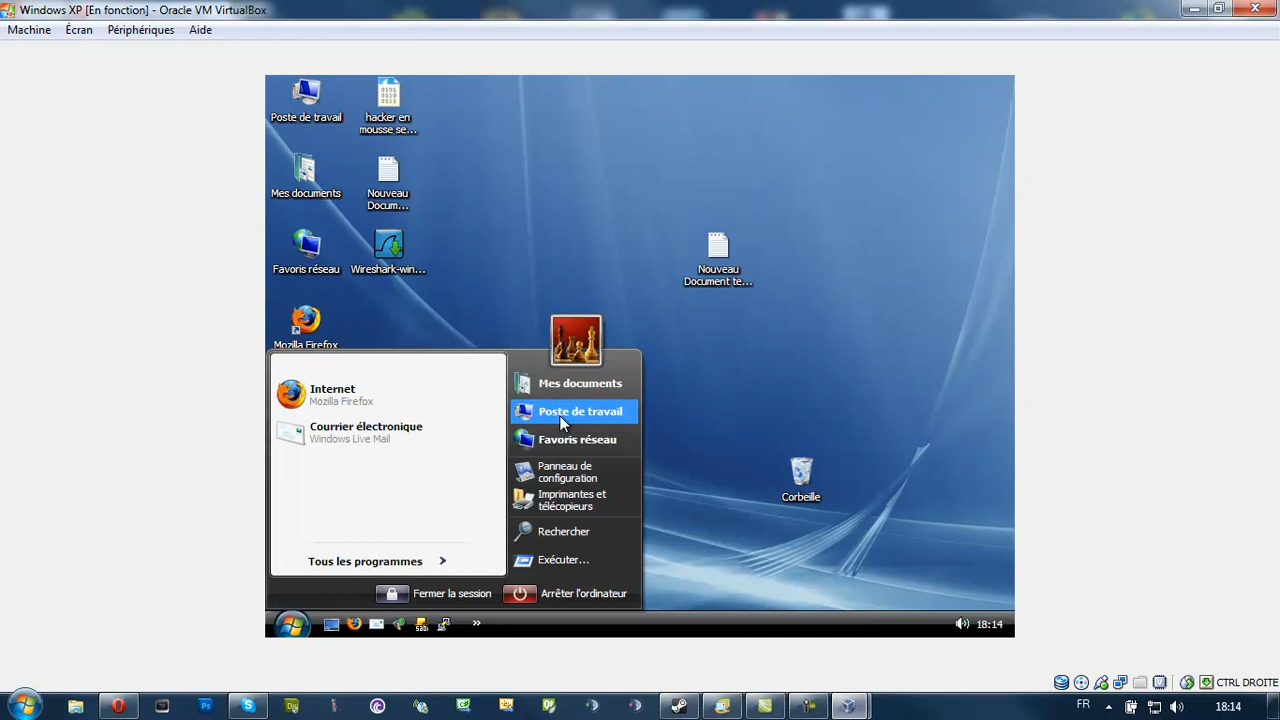 Windows XP [En fonction] - Oracle VM VirtualBox
Machine Écran Périphériques Aide
Poste de travail
hacker en
mousse se...
Mes documents
Nouveau
Docum...
Favoris réseau
Wireshark-win...
Nouveau
Document te...
Mozilla Firefox
Internet
Mozilla Firefox
Courrier électronique
Windows Live Mail
Tous les programmes
Mes documents
Poste de travail
Favoris réseau
Panneau de
configuration
Imprimantes et
télécopieurs
Rechercher
Exécuter...
Corbeille
Fermer la session
Arrêter l'ordinateur
18:14
CTRL DROITE
FR
18:14